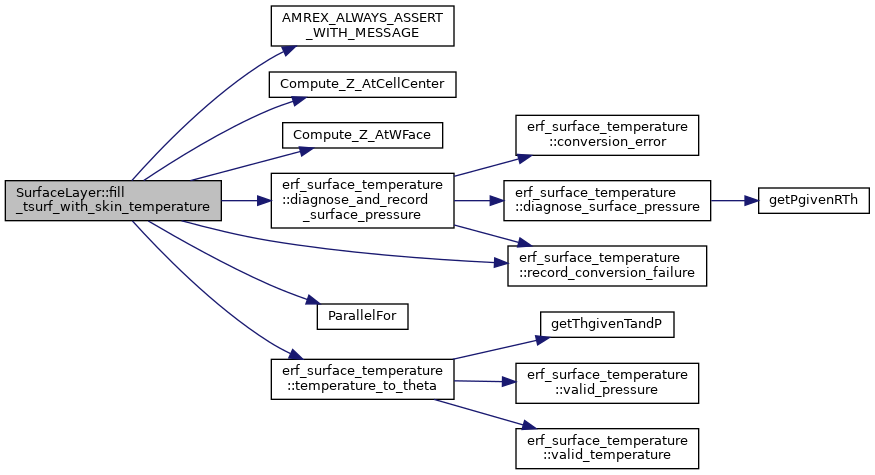 AMREX_ALWAYS_ASSERT
_WITH_MESSAGE
Compute_Z_AtCellCenter
Compute_Z_AtWFace
erf_surface_temperature
::conversion_error
SurfaceLayer::fill
_tsurf_with_skin_temperature
erf_surface_temperature
::diagnose_and_record
_surface_pressure
erf_surface_temperature
::diagnose_surface_pressure
getPgivenRTh
erf_surface_temperature
::record_conversion_failure
ParallelFor
getThgivenTandP
erf_surface_temperature
::temperature_to_theta
erf_surface_temperature
::valid_pressure
erf_surface_temperature
::valid_temperature